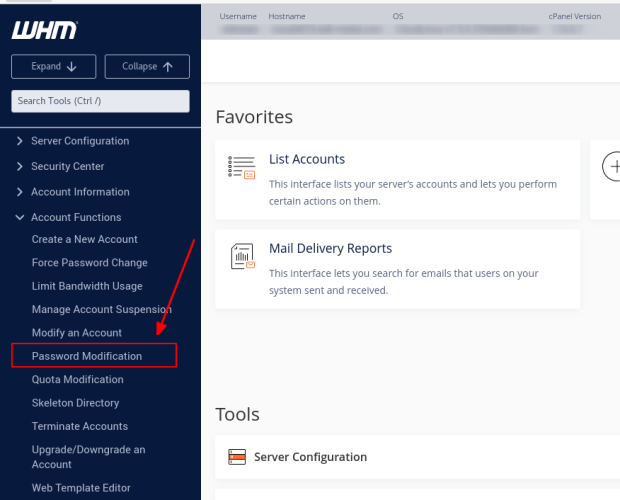 WHM
Expand
Collapse
Search Tools (Ctrl /)
Server Configuration
Security Center
Account Information
Account Functions
Create a New Account
Force Password Change
Limit Bandwidth Usage
Manage Account Suspension
Modify an Account
Password Modification
Quota Modification
Skeleton Directory
Terminate Accounts
Upgrade/Downgrade an
Account
Web Template Editor
Username Hostname OS cPanel Version
Favorites
List Accounts
This interface lists your server's accounts and lets you perform
certain actions on them.
Mail Delivery Reports
This interface lets you search for emails that users on your
system sent and received.
Tools
Server Configuration